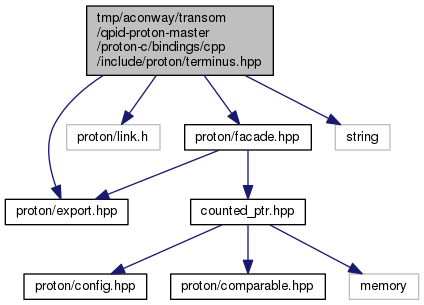 tmp/aconway/transom
/qpid-proton-master
/proton-c/bindings/cpp
/include/proton/terminus.hpp
proton/link.h
proton/facade.hpp
string
proton/export.hpp
counted_ptr.hpp
proton/config.hpp
proton/comparable.hpp
memory